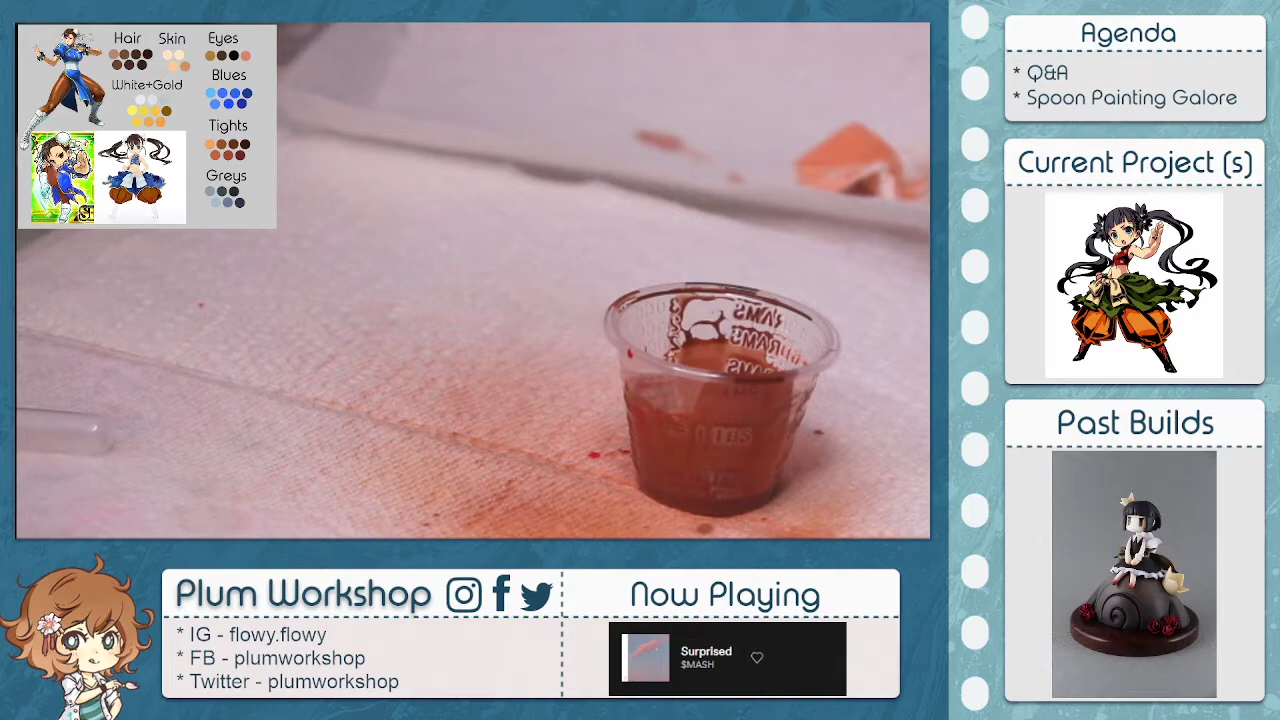 Hair
Skin
Eyes
White+Gold
Blues
Tights
Greys
Agenda
* Q&A
* Spoon Painting Galore
Current Project (s)
Past Builds
Plum Workshop
* IG - flowy.flowy
* FB - plumworkshop
* Twitter - plumworkshop
Now Playing
Surprised
$MASH